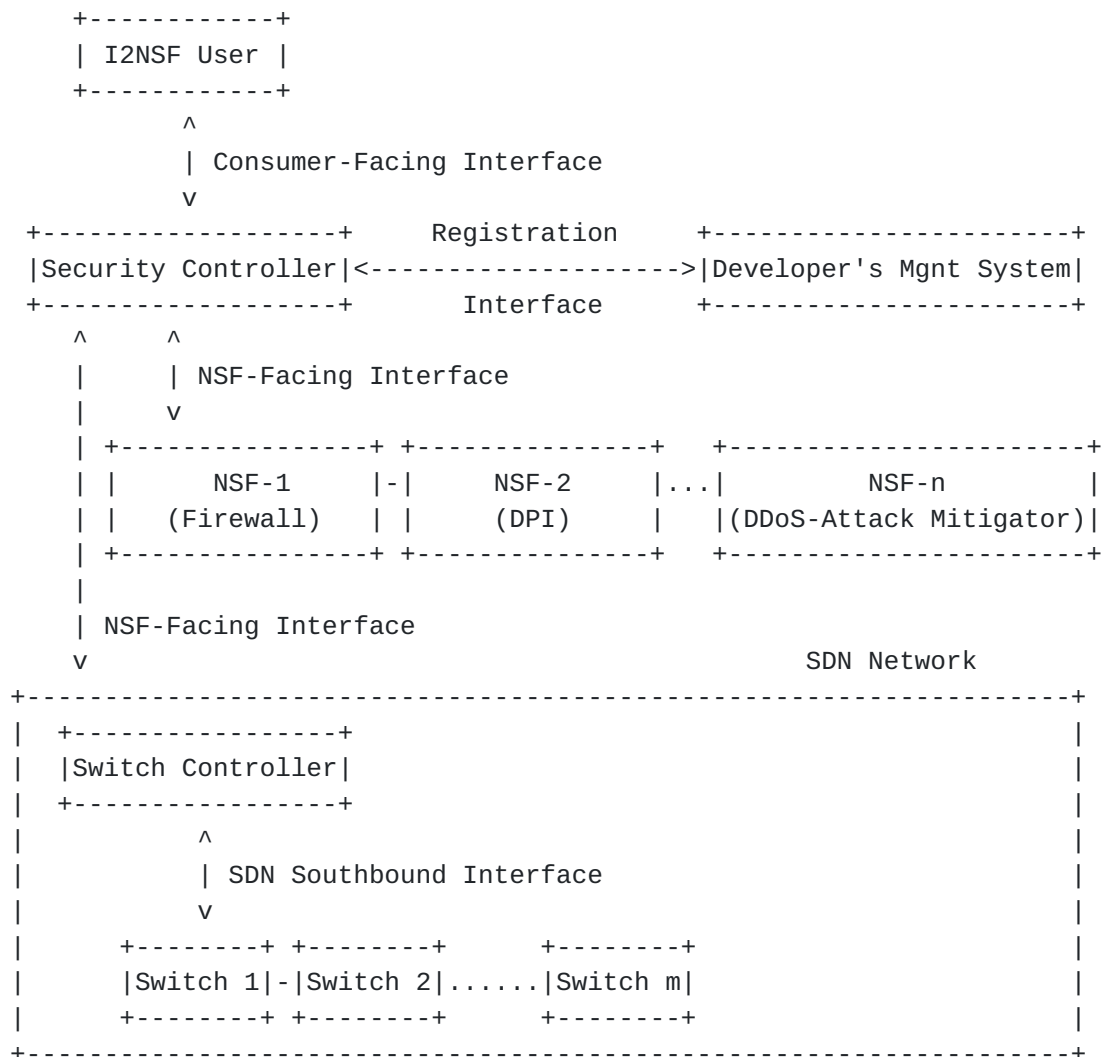 I2NSF User
Consumer-Facing Interface
Registration
Security Controller Developer's Mgnt System
Interface
NSF-Facing Interface
NSF-1 NSF-2 ... NSF-n
(Firewall) (DPI) (DDoS-Attack Mitigator)
NSF-Facing Interface
SDN Network
Switch Controller
SDN Southbound Interface
Switch 1 - Switch 2 ...... Switch m